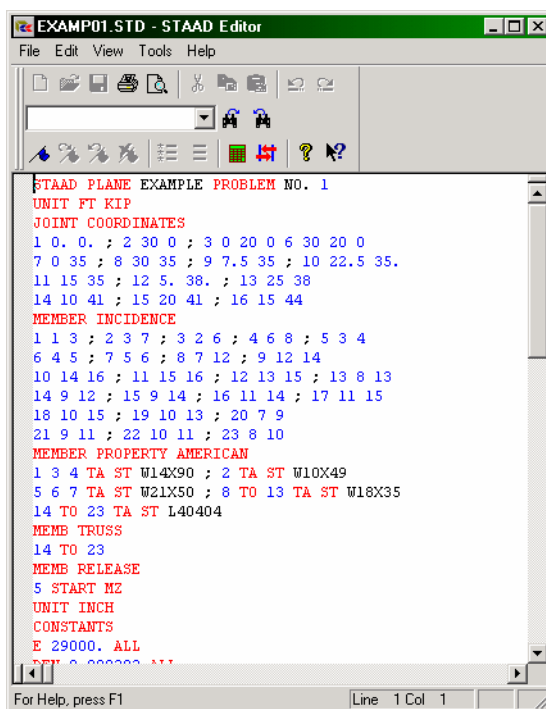 EXAMP01.STD - STAAD Editor
File Edit View Tools Help
STAAD PLANE EXAMPLE PROBLEM NO. 1
UNIT FT KIP
JOINT COORDINATES
1 0. 0. ; 2 30 0 ; 3 0 20 0 6 30 20 0
7 0 35 ; 8 30 35 ; 9 7.5 35 ; 10 22.5 35.
11 15 35 ; 12 5. 38. ; 13 25 38
14 10 41 ; 15 20 41 ; 16 15 44
MEMBER INCIDENCE
1 1 3 ; 2 3 7 ; 3 2 6 ; 4 6 8 ; 5 3 4
6 4 5 ; 7 5 6 ; 8 7 12 ; 9 12 14
10 14 16 ; 11 15 16 ; 12 13 15 ; 13 8 13
14 9 12 ; 15 9 14 ; 16 11 14 ; 17 11 15
18 10 15 ; 19 10 13 ; 20 7 9
21 9 11 ; 22 10 11 ; 23 8 10
MEMBER PROPERTY AMERICAN
1 3 4 TA ST W14X90 ; 2 TA ST W10X49
5 6 7 TA ST W21X50 ; 8 TO 13 TA ST W18X35
14 TO 23 TA ST L40404
MEMB TRUSS
14 TO 23
MEMB RELEASE
5 START MZ
UNIT INCH
CONSTANTS
E 29000. ALL
For Help, press F1
Line 1 Col 1